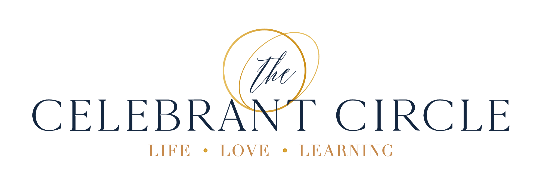 the
CELEBRANT CIRCLE
LIFE • LOVE • LEARNING